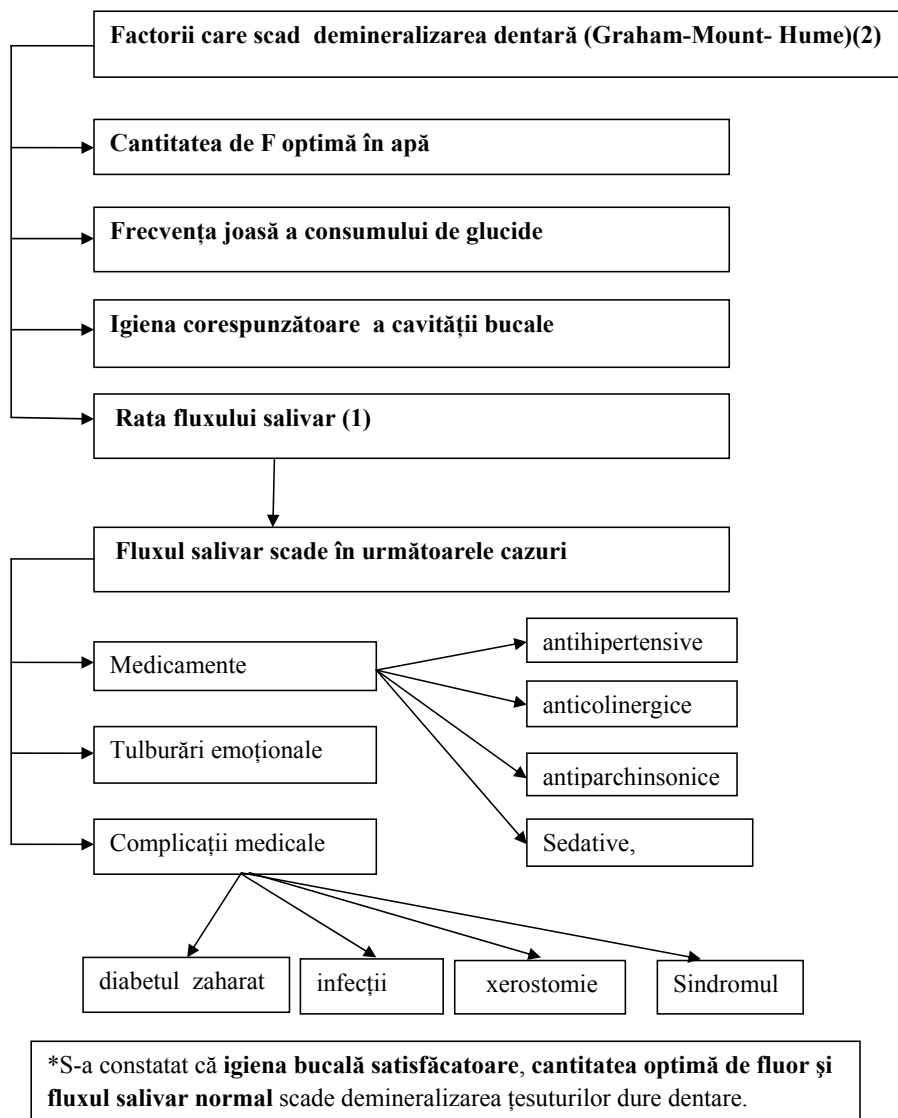 Factorii care scad demineralizarea dentară (Graham-Mount- Hume)(2)
Cantitatea de F optimă în apă
Frecvența joasă a consumului de glucide
Igiena corespunzătoare a cavității bucale
Rata fluxului salivar (1)
Fluxul salivar scade în următoarele cazuri
Medicamente
antihipertensive
anticolinergice
antiparchinsonice
Sedative,
Tulburări emoționale
Complicații medicale
diabetul zaharat
infecții
xerostomie
Sindromul
*S-a constatat că igiena bucală satisfăcatoare, cantitatea optimă de fluor şi
fluxul salivar normal scade demineralizarea țesuturilor dure dentare.